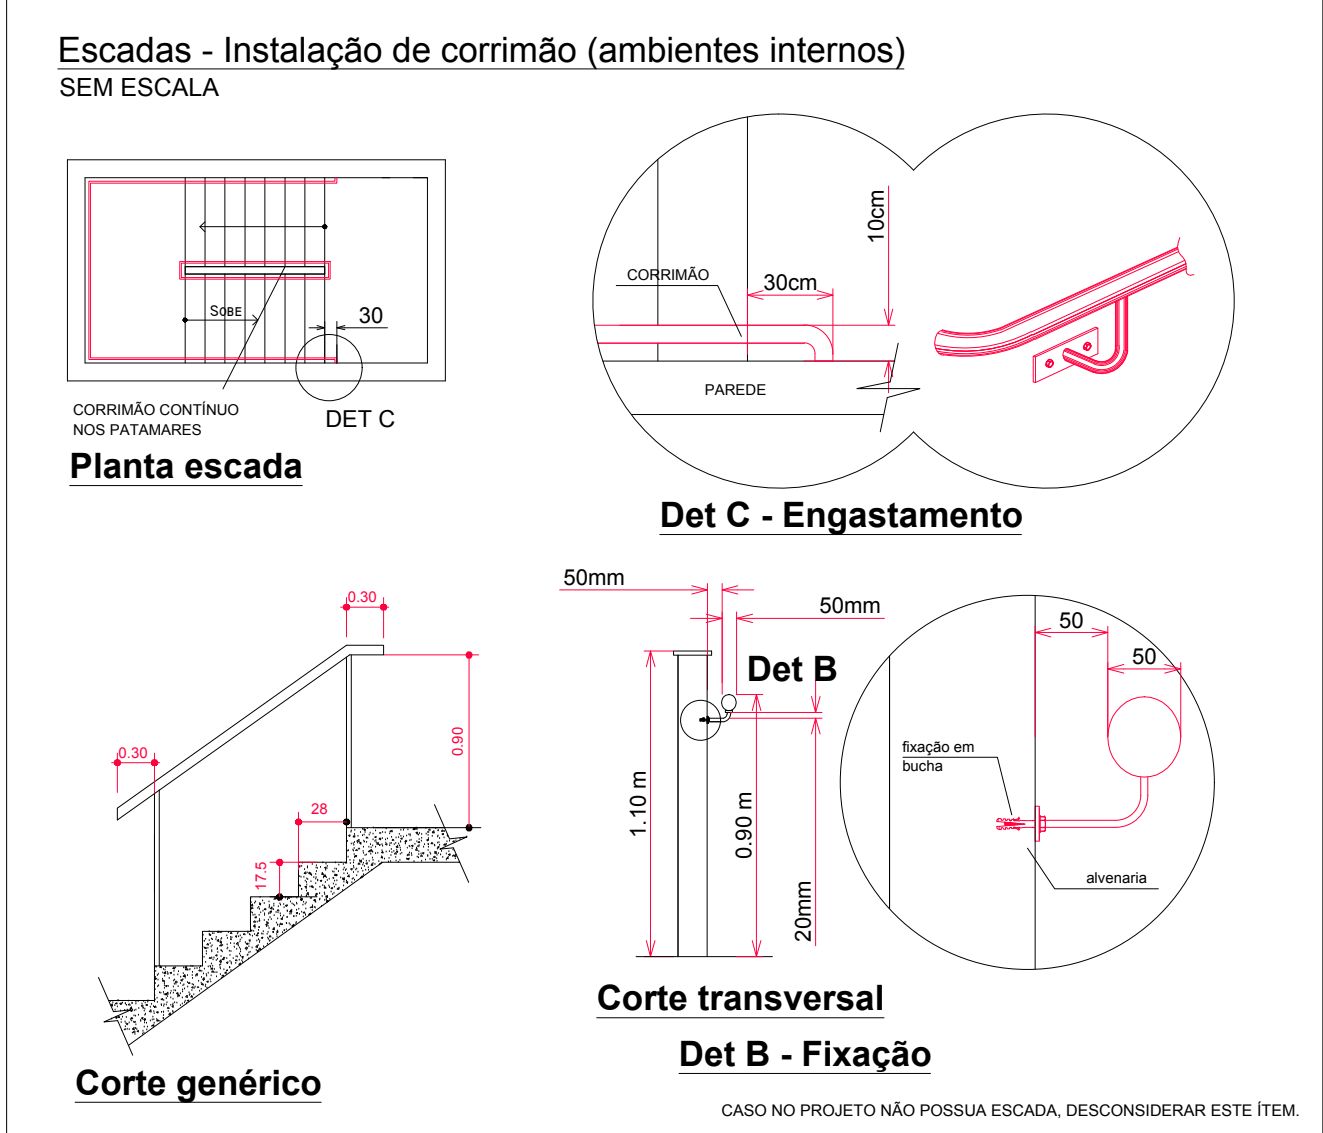 Escadas - Instalação de corrimão (ambientes internos)
SEM ESCALA
SOBE
30
CORRIMÃO CONTÍNUO
NOS PATAMARES
DET C
Planta escada
10cm
CORRIMÃO
30cm
PAREDE
Det C - Engastamento
0.30
0.30
0.90
28
17.5
Corte genérico
50mm
50mm
Det B
1.10 m
0.90 m
20mm
Corte transversal
50
50
fixação em
bucha
alvenaria
Det B - Fixação
CASO NO PROJETO NÃO POSSUA ESCADA, DESCONSIDERAR ESTE ÍTEM.